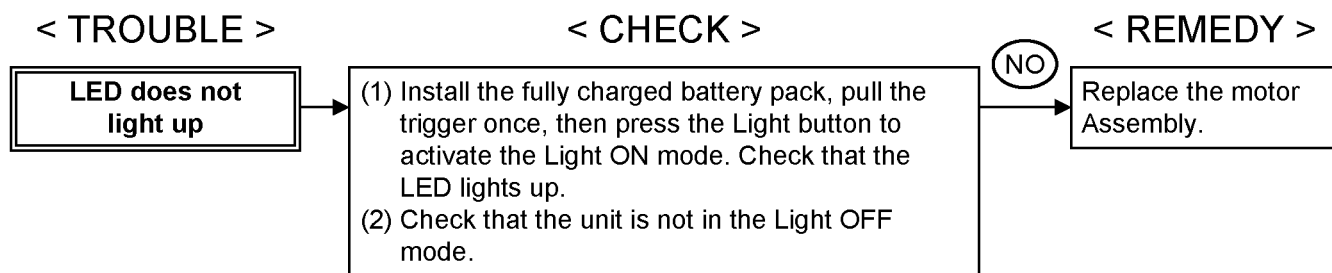 < TROUBLE >
< CHECK >
< REMEDY >
LED does not
light up
(1) Install the fully charged battery pack, pull the
trigger once, then press the Light button to
activate the Light ON mode. Check that the
LED lights up.
(2) Check that the unit is not in the Light OFF
mode.
NO
Replace the motor
Assembly.